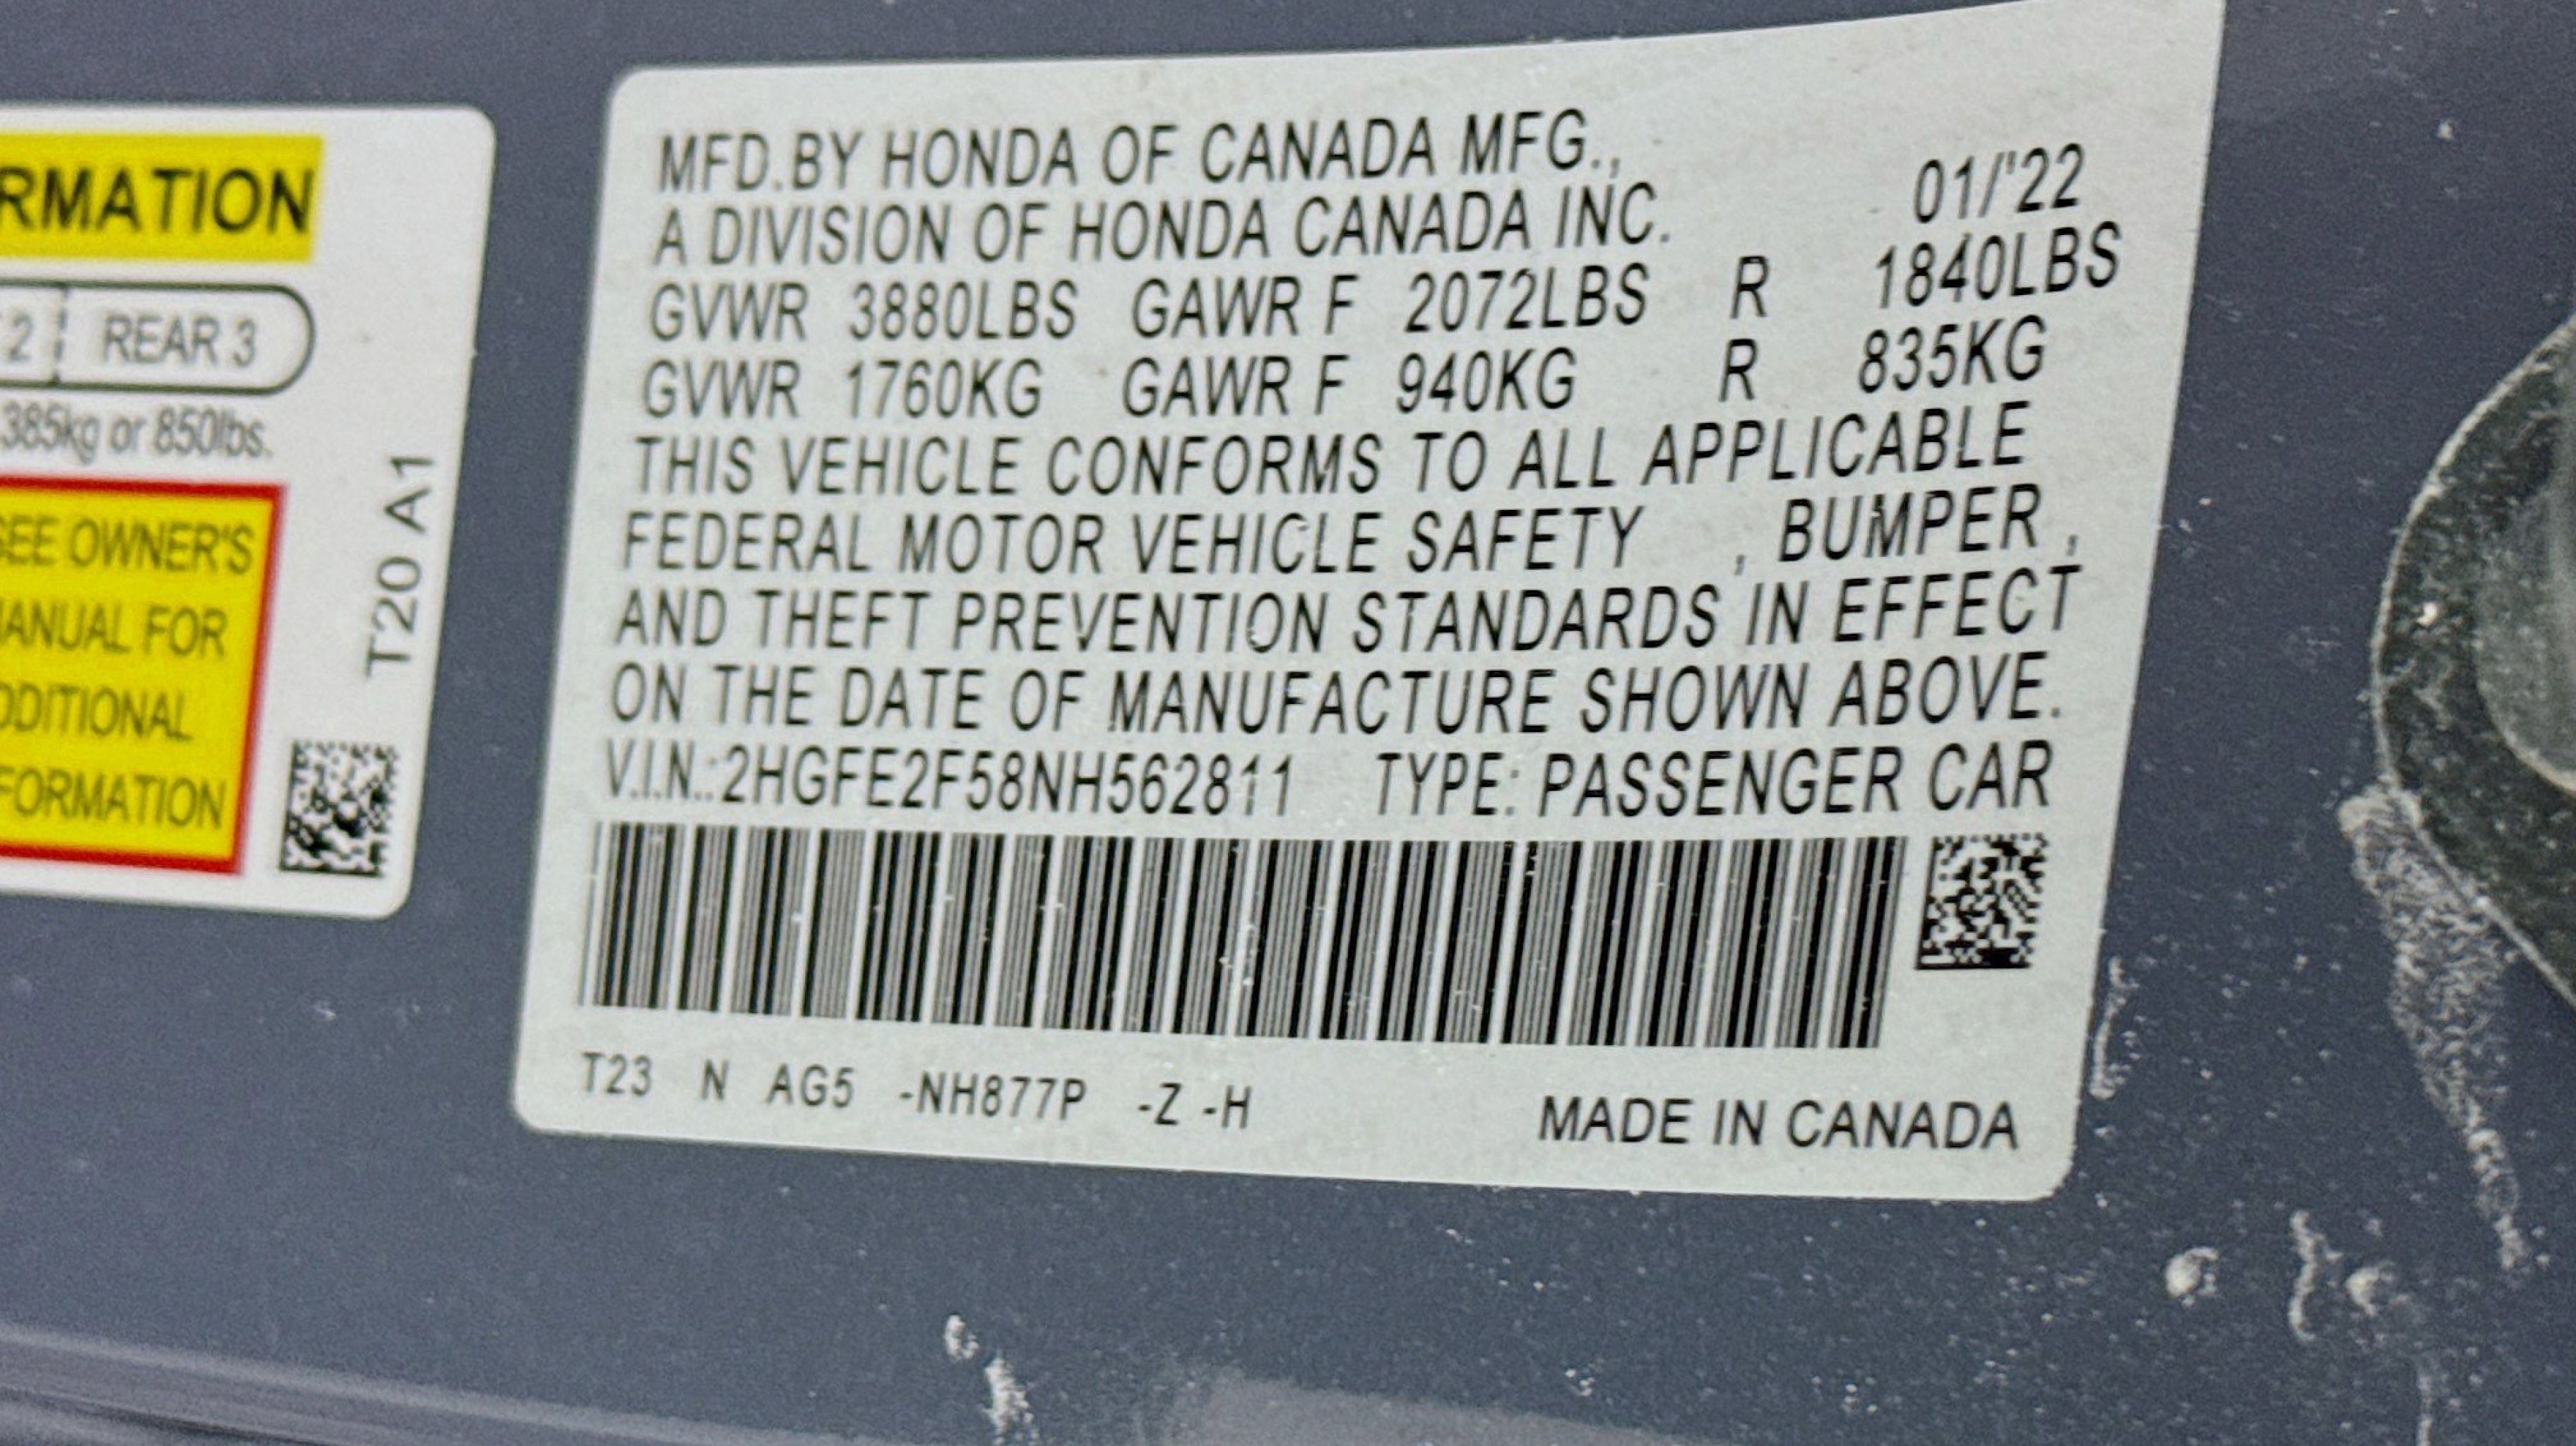 RMATION
2 REAR 3
385kg or 850lbs.
SEE OWNER'S
MANUAL FOR
ADDITIONAL
FORMATION
T20 A1
MFD.BY HONDA OF CANADA MFG.,
A DIVISION OF HONDA CANADA INC. 01/'22
GVWR 3880LBS GAWR F 2072LBS R 1840LBS
GVWR 1760KG GAWR F 940KG R 835KG
THIS VEHICLE CONFORMS TO ALL APPLICABLE
FEDERAL MOTOR VEHICLE SAFETY , BUMPER ,
AND THEFT PREVENTION STANDARDS IN EFFECT
ON THE DATE OF MANUFACTURE SHOWN ABOVE.
V.I.N.:2HGFE2F58NH562811 TYPE: PASSENGER CAR
T23 N AG5 -NH877P -Z -H MADE IN CANADA